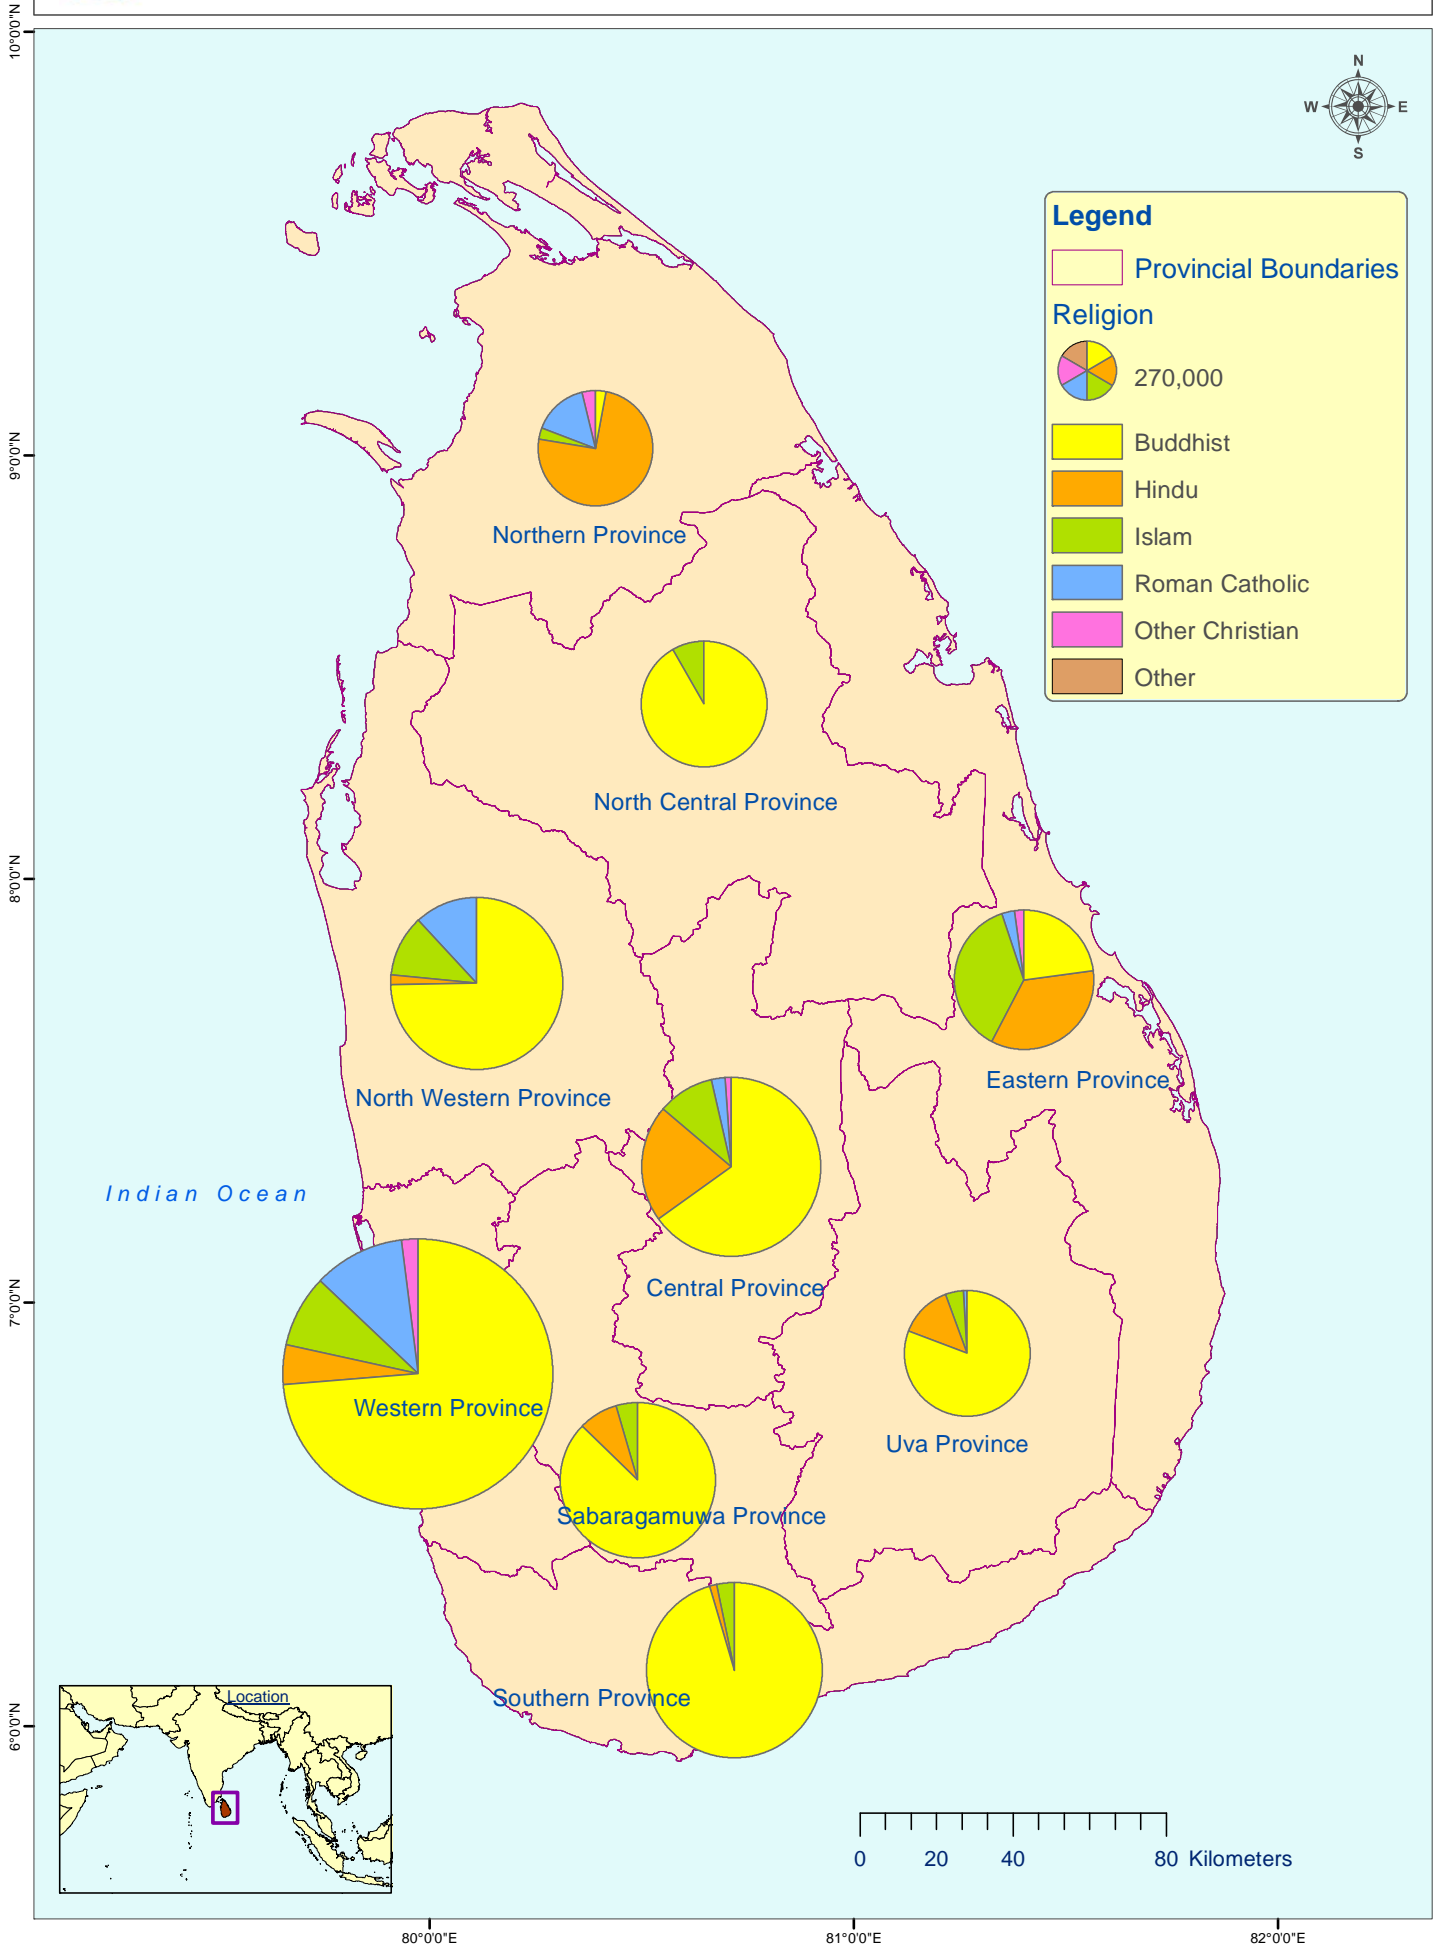 10°0'0"N
N
W
E
S
Legend
Provincial Boundaries
Religion
270,000
Buddhist
Hindu
Islam
Roman Catholic
Other Christian
Other
9°0'0"N
Northern Province
North Central Province
8°0'0"N
North Western Province
Eastern Province
Indian Ocean
Central Province
7°0'0"N
Western Province
Uva Province
Sabaragamuwa Province
Southern Province
6°0'0"N
Location
0 20 40 80 Kilometers
80°0'0"E 81°0'0"E 82°0'0"E